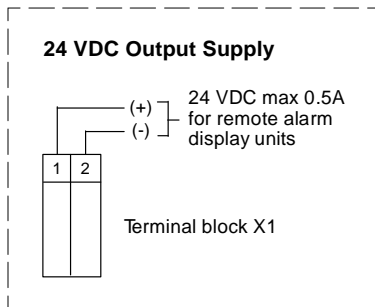 24 VDC Output Supply
(+)
(-)
24 VDC max 0.5A
for remote alarm
display units
1 2
Terminal block X1